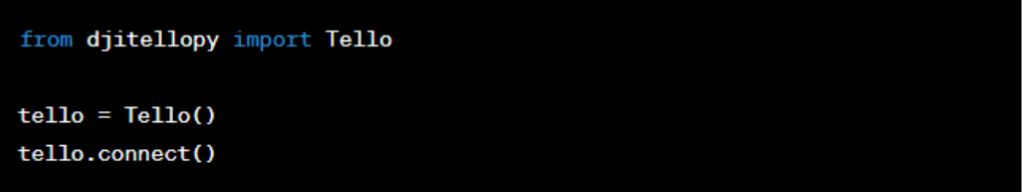 from djitellopy import Tello
tello = Tello()
tello.connect()